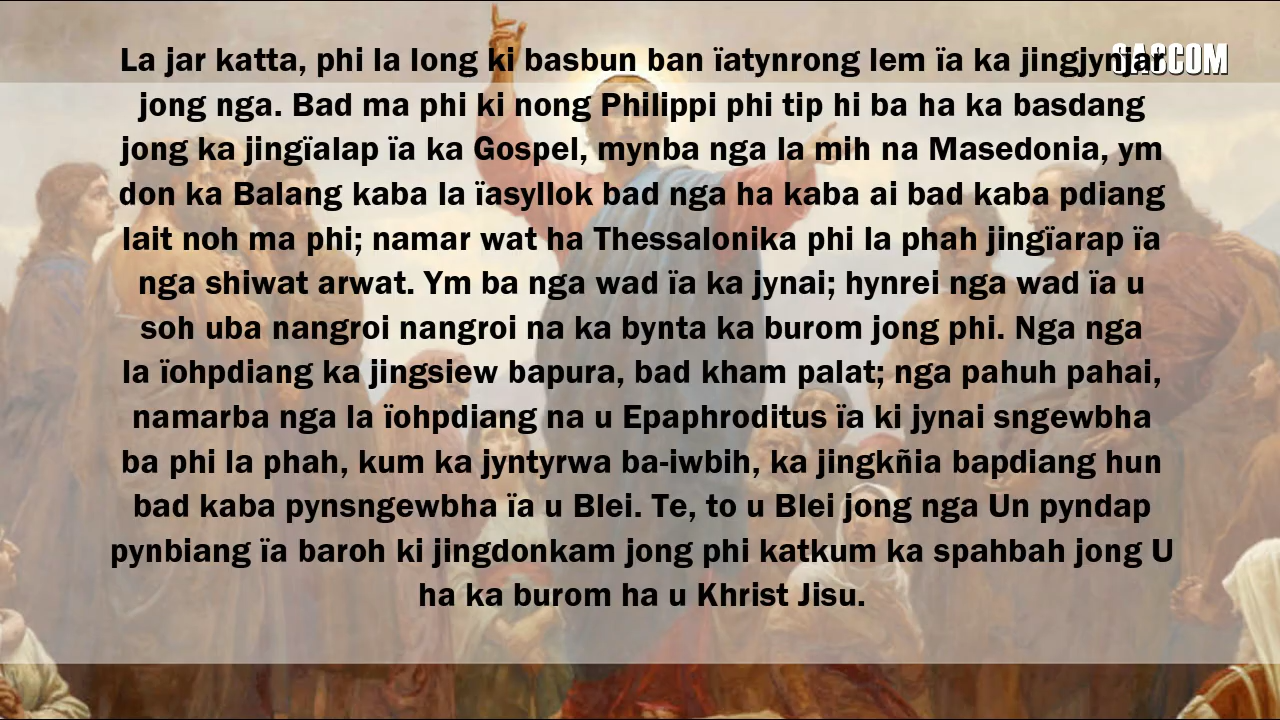 La jar katta, phi la long ki basbun ban ïatynrong lem ïa ka jingjynjar
SASCOM
jong nga. Bad ma phi ki nong Philippi phi tip hi ba ha ka basdang
jong ka jingïalap ïa ka Gospel, mynba nga la mih na Masedonia, ym
don ka Balang kaba la ïasyllok bad nga ha kaba ai bad kaba pdiang
lait noh ma phi; namar wat ha Thessalonika phi la phah jingïarap ïa
nga shiwat arwat. Ym ba nga wad ïa ka jynai; hynrei nga wad ïa u
soh uba nangroi nangroi na ka bynta ka burom jong phi. Nga nga
la ïohpdiang ka jingsiew bapura, bad kham palat; nga pahuh pahai,
namarba nga la ïohpdiang na u Epaphroditus ïa ki jynai sngewbha
ba phi la phah, kum ka jyntyrwa ba-iwbih, ka jingkñia bapdiang hun
bad kaba pynsngewbha ïa u Blei. Te, to u Blei jong nga Un pyndap
pynbiang ïa baroh ki jingdonkam jong phi katkum ka spahbah jong U
ha ka burom ha u Khrist Jisu.